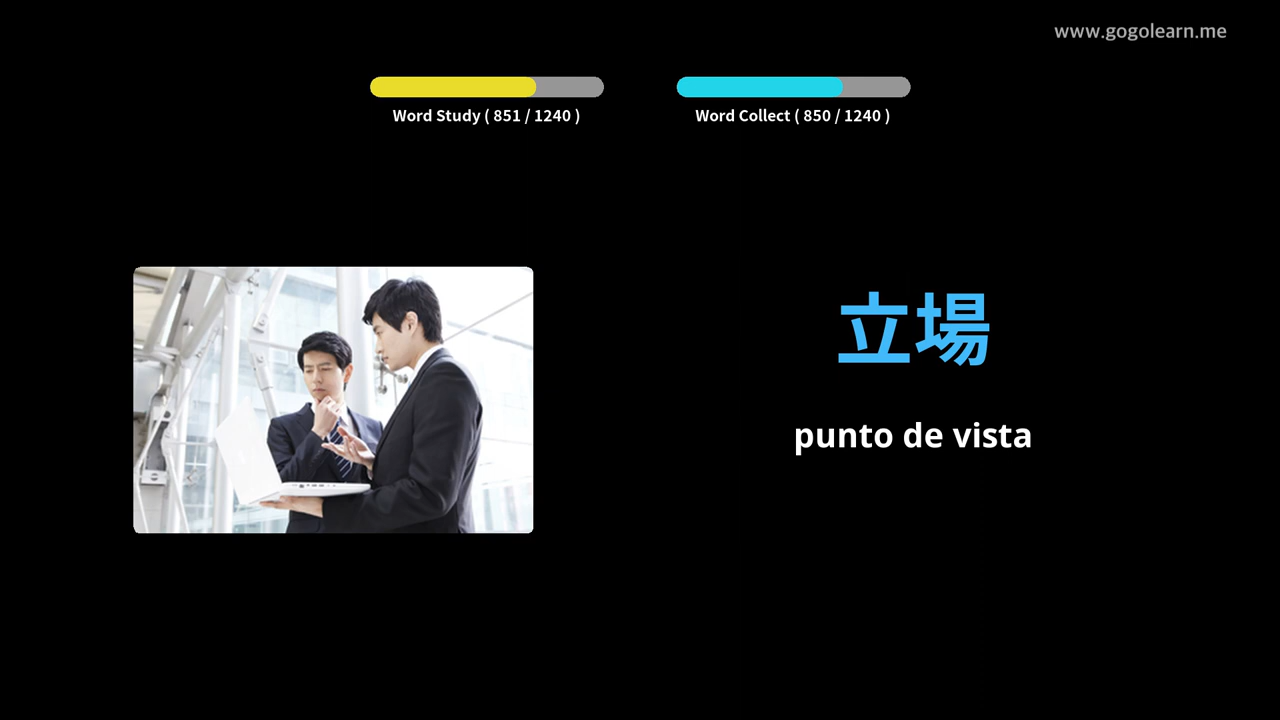 www.gogolearn.me
Word Study ( 851 / 1240 )
Word Collect ( 850 / 1240 )
立場
punto de vista